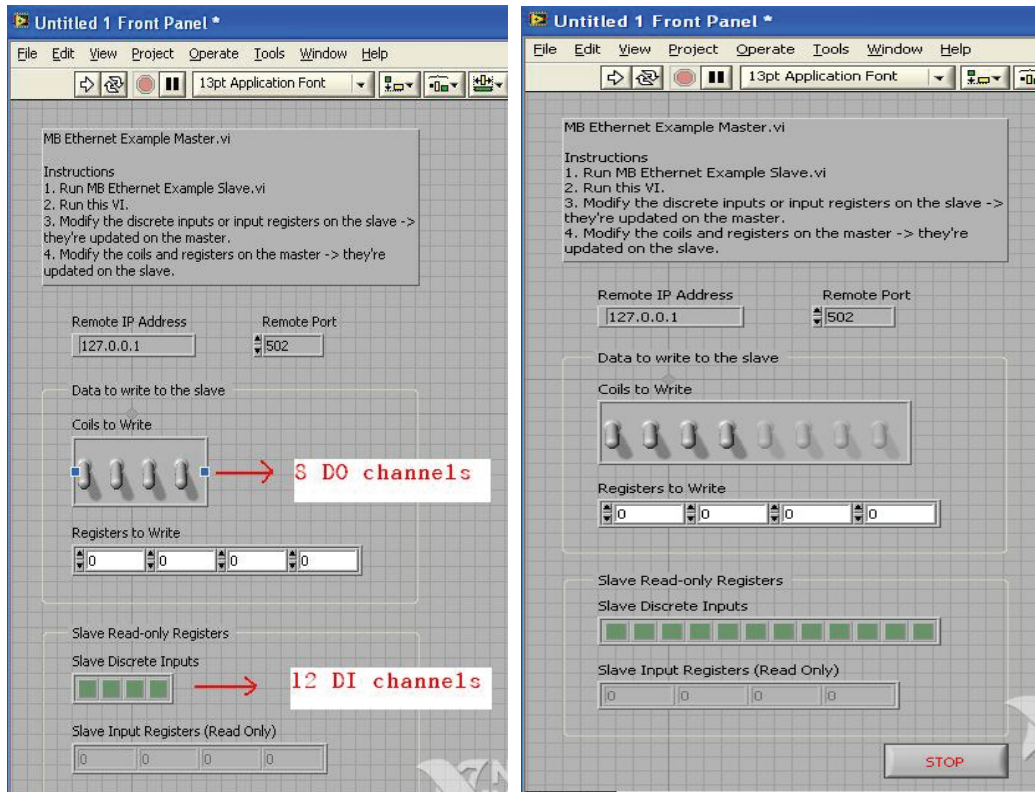 Untitled 1 Front Panel *
File Edit View Project Operate Tools Window Help
13pt Application Font
MB Ethernet Example Master.vi
Instructions
1. Run MB Ethernet Example Slave.vi
2. Run this VI.
3. Modify the discrete inputs or input registers on the slave ->
they're updated on the master.
4. Modify the coils and registers on the master -> they're
updated on the slave.
Remote IP Address Remote Port
127.0.0.1 502
Data to write to the slave
Coils to Write
8 DO channels
Registers to Write
0 0 0 0
Slave Read-only Registers
Slave Discrete Inputs
12 DI channels
Slave Input Registers (Read Only)
0 0 0 0
Untitled 1 Front Panel *
File Edit View Project Operate Tools Window Help
13pt Application Font
MB Ethernet Example Master.vi
Instructions
1. Run MB Ethernet Example Slave.vi
2. Run this VI.
3. Modify the discrete inputs or input registers on the slave ->
they're updated on the master.
4. Modify the coils and registers on the master -> they're
updated on the slave.
Remote IP Address Remote Port
127.0.0.1 502
Data to write to the slave
Coils to Write
Registers to Write
0 0 0 0
Slave Read-only Registers
Slave Discrete Inputs
Slave Input Registers (Read Only)
0 0 0 0
STOP